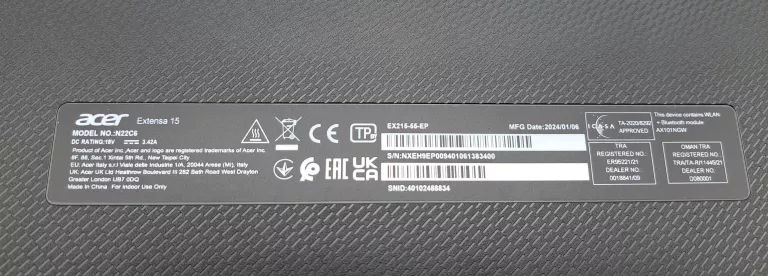 acer Extensa 15
MODEL NO.:N22C6
DC RATING:19V 3.42A
Product of Acer Inc.,Acer and logo are registered trademarks of Acer Inc.
8F. 88, Sec.1 Xintai 5th Rd., New Taipei City
EU: Acer Italy s.r.l Viale delle Industrie 1/A, 20044 Arese (MI), Italy
UK, Acer UK Ltd Heathrow Boulevard III 282 Bath Road West Drayton
Greater London UB7 0DQ
Made in China For Indoor Use Only
CE
TP
EAC
UK
CA
EX215-55-EP MFG Date:2024/01/06
S/N:NXEH9EP009401061383400
SNID:40102488834
ICASA
TA-2020/8292
APPROVED
This device contains WLAN
+ Bluetooth module
AX101NGW
TRA
REGISTERED No.:
ER95221/21
DEALER NO:
0018841/09
OMAN TRA
REGISTERED NO.:
TRA/TA-R/11445/21
DEALER NO:
D080001